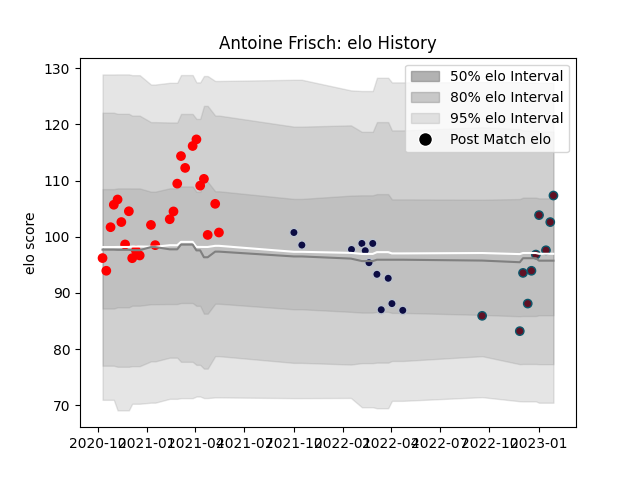 Antoine Frisch: elo History
130
120
110
100
90
80
70
elo score
50% elo Interval
80% elo Interval
95% elo Interval
Post Match elo
2020-10 2021-01 2021-04 2021-07 2021-10 2022-01 2022-04 2022-07 2022-10 2023-01